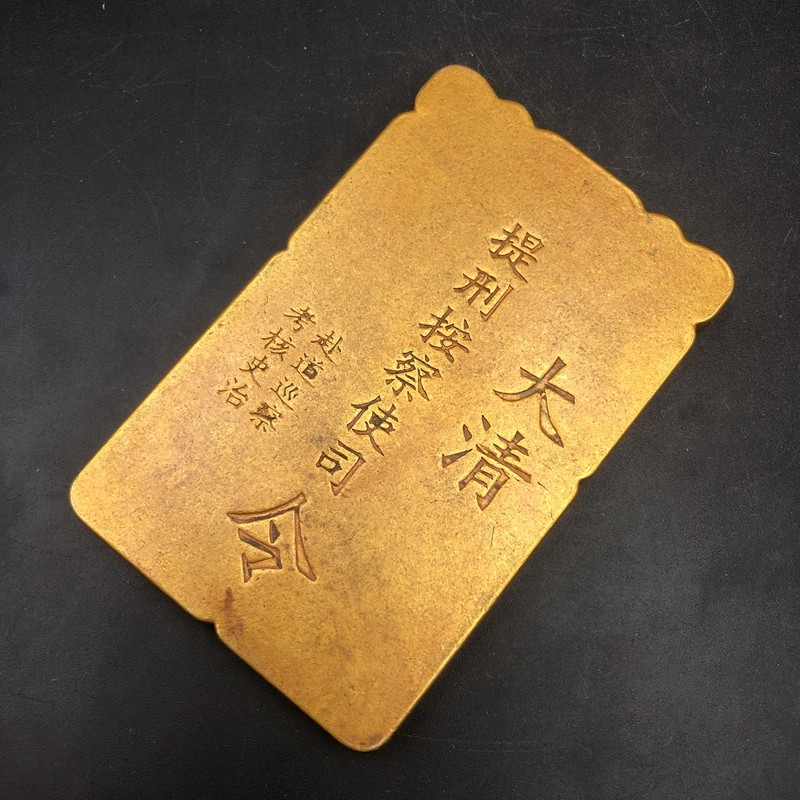 大清
提刑按察使司
令
赴道巡察
考核史治